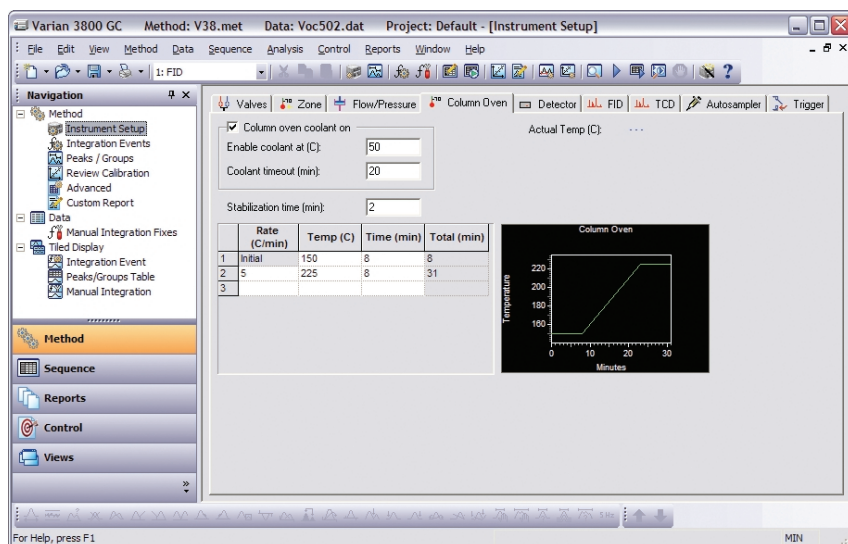 Varian 3800 GC Method: V38.met Data: Voc502.dat Project: Default - [Instrument Setup]
File Edit View Method Data Sequence Analysis Control Reports Window Help
1: FID
Navigation
Method
Instrument Setup
Integration Events
Peaks / Groups
Review Calibration
Advanced
Custom Report
Data
Manual Integration Fixes
Tiled Display
Integration Event
Peaks/Groups Table
Manual Integration
Method
Sequence
Reports
Control
Views
Valves Zone Flow/Pressure Column Oven Detector FID TCD Autosampler Trigger
Column oven coolant on
Actual Temp (C): ---
Enable coolant at (C): 50
Coolant timeout (min): 20
Stabilization time (min): 2
Rate (C/min) Temp (C) Time (min) Total (min)
1 Initial 150 8 8
2 5 225 8 31
3
Column Oven
Temperature
220
200
180
160
0 10 20 30
Minutes
For Help, press F1
MIN